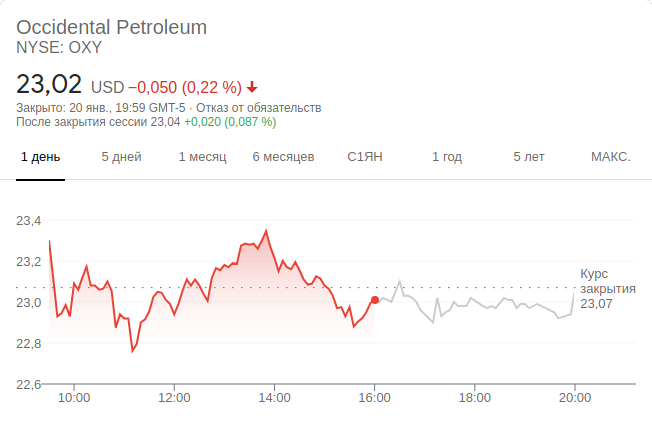 Occidental Petroleum
NYSE: OXY
23,02 USD −0,050 (0,22 %)
Закрыто: 20 янв., 19:59 GMT-5 · Отказ от обязательств
После закрытия сессии 23,04 +0,020 (0,087 %)
1 день 5 дней 1 месяц 6 месяцев С1ЯН 1 год 5 лет МАКС.
23,4
23,2
23,0
22,8
22,6
Курс
закрытия
23,07
10:00 12:00 14:00 16:00 18:00 20:00